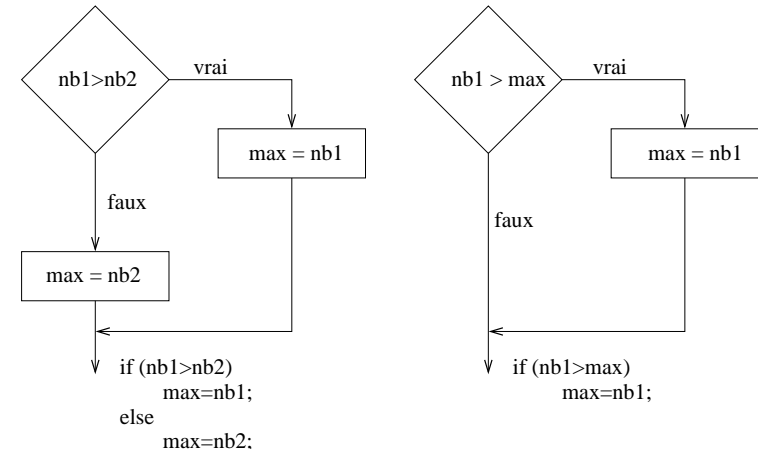 nb1>nb2
vrai
max = nb1
faux
max = nb2
if (nb1>nb2)
max=nb1;
else
max=nb2;
nb1 > max
vrai
max = nb1
faux
if (nb1>max)
max=nb1;